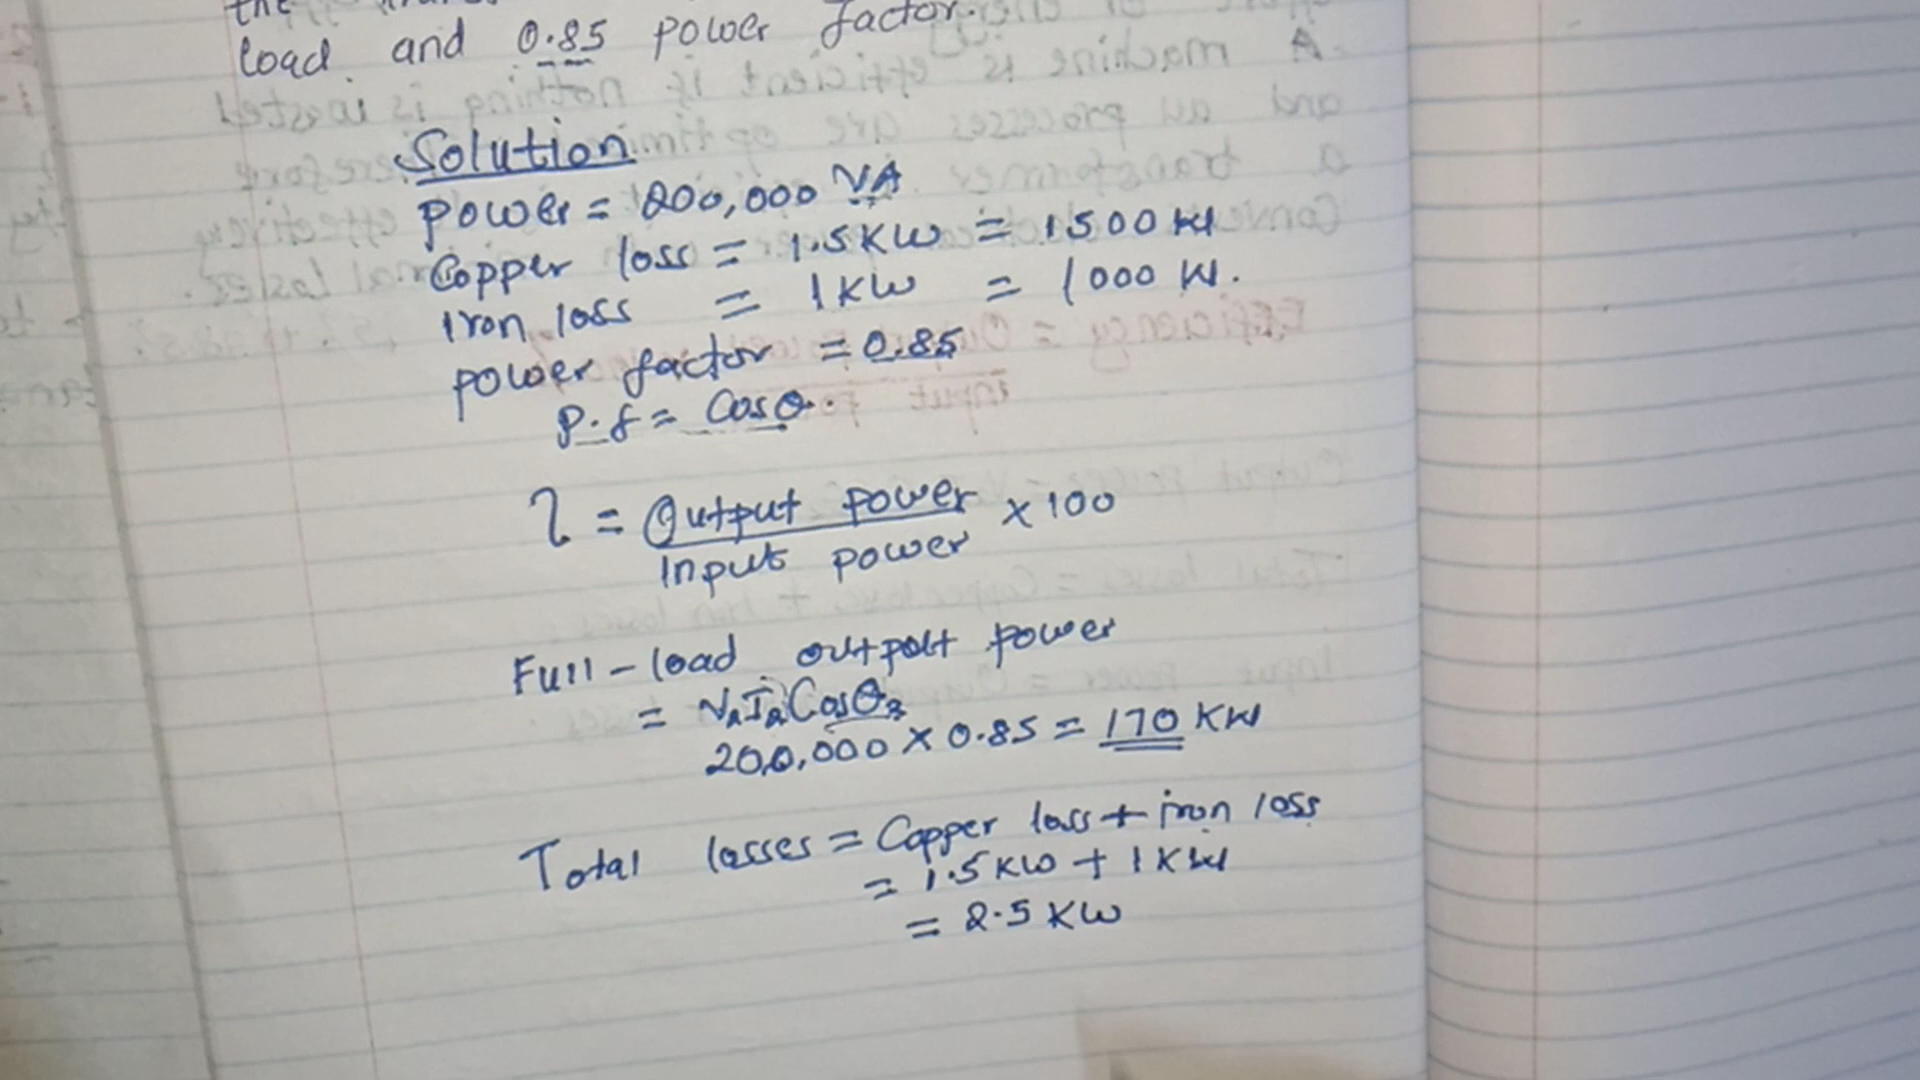 the
load and 0.85 power factor.
Solution
power = 200,000 VA
Copper loss = 1.5KW = 1500 W
Iron loss = 1KW = 1000 W.
power factor = 0.85
p.f = Cosθ.
η = Output power / Input power × 100
Full-load output power
= V₂I₂Cosθ₂
200,000 × 0.85 = 170 KW
Total losses = Copper loss + iron loss
= 1.5KW + 1KW
= 2.5KW